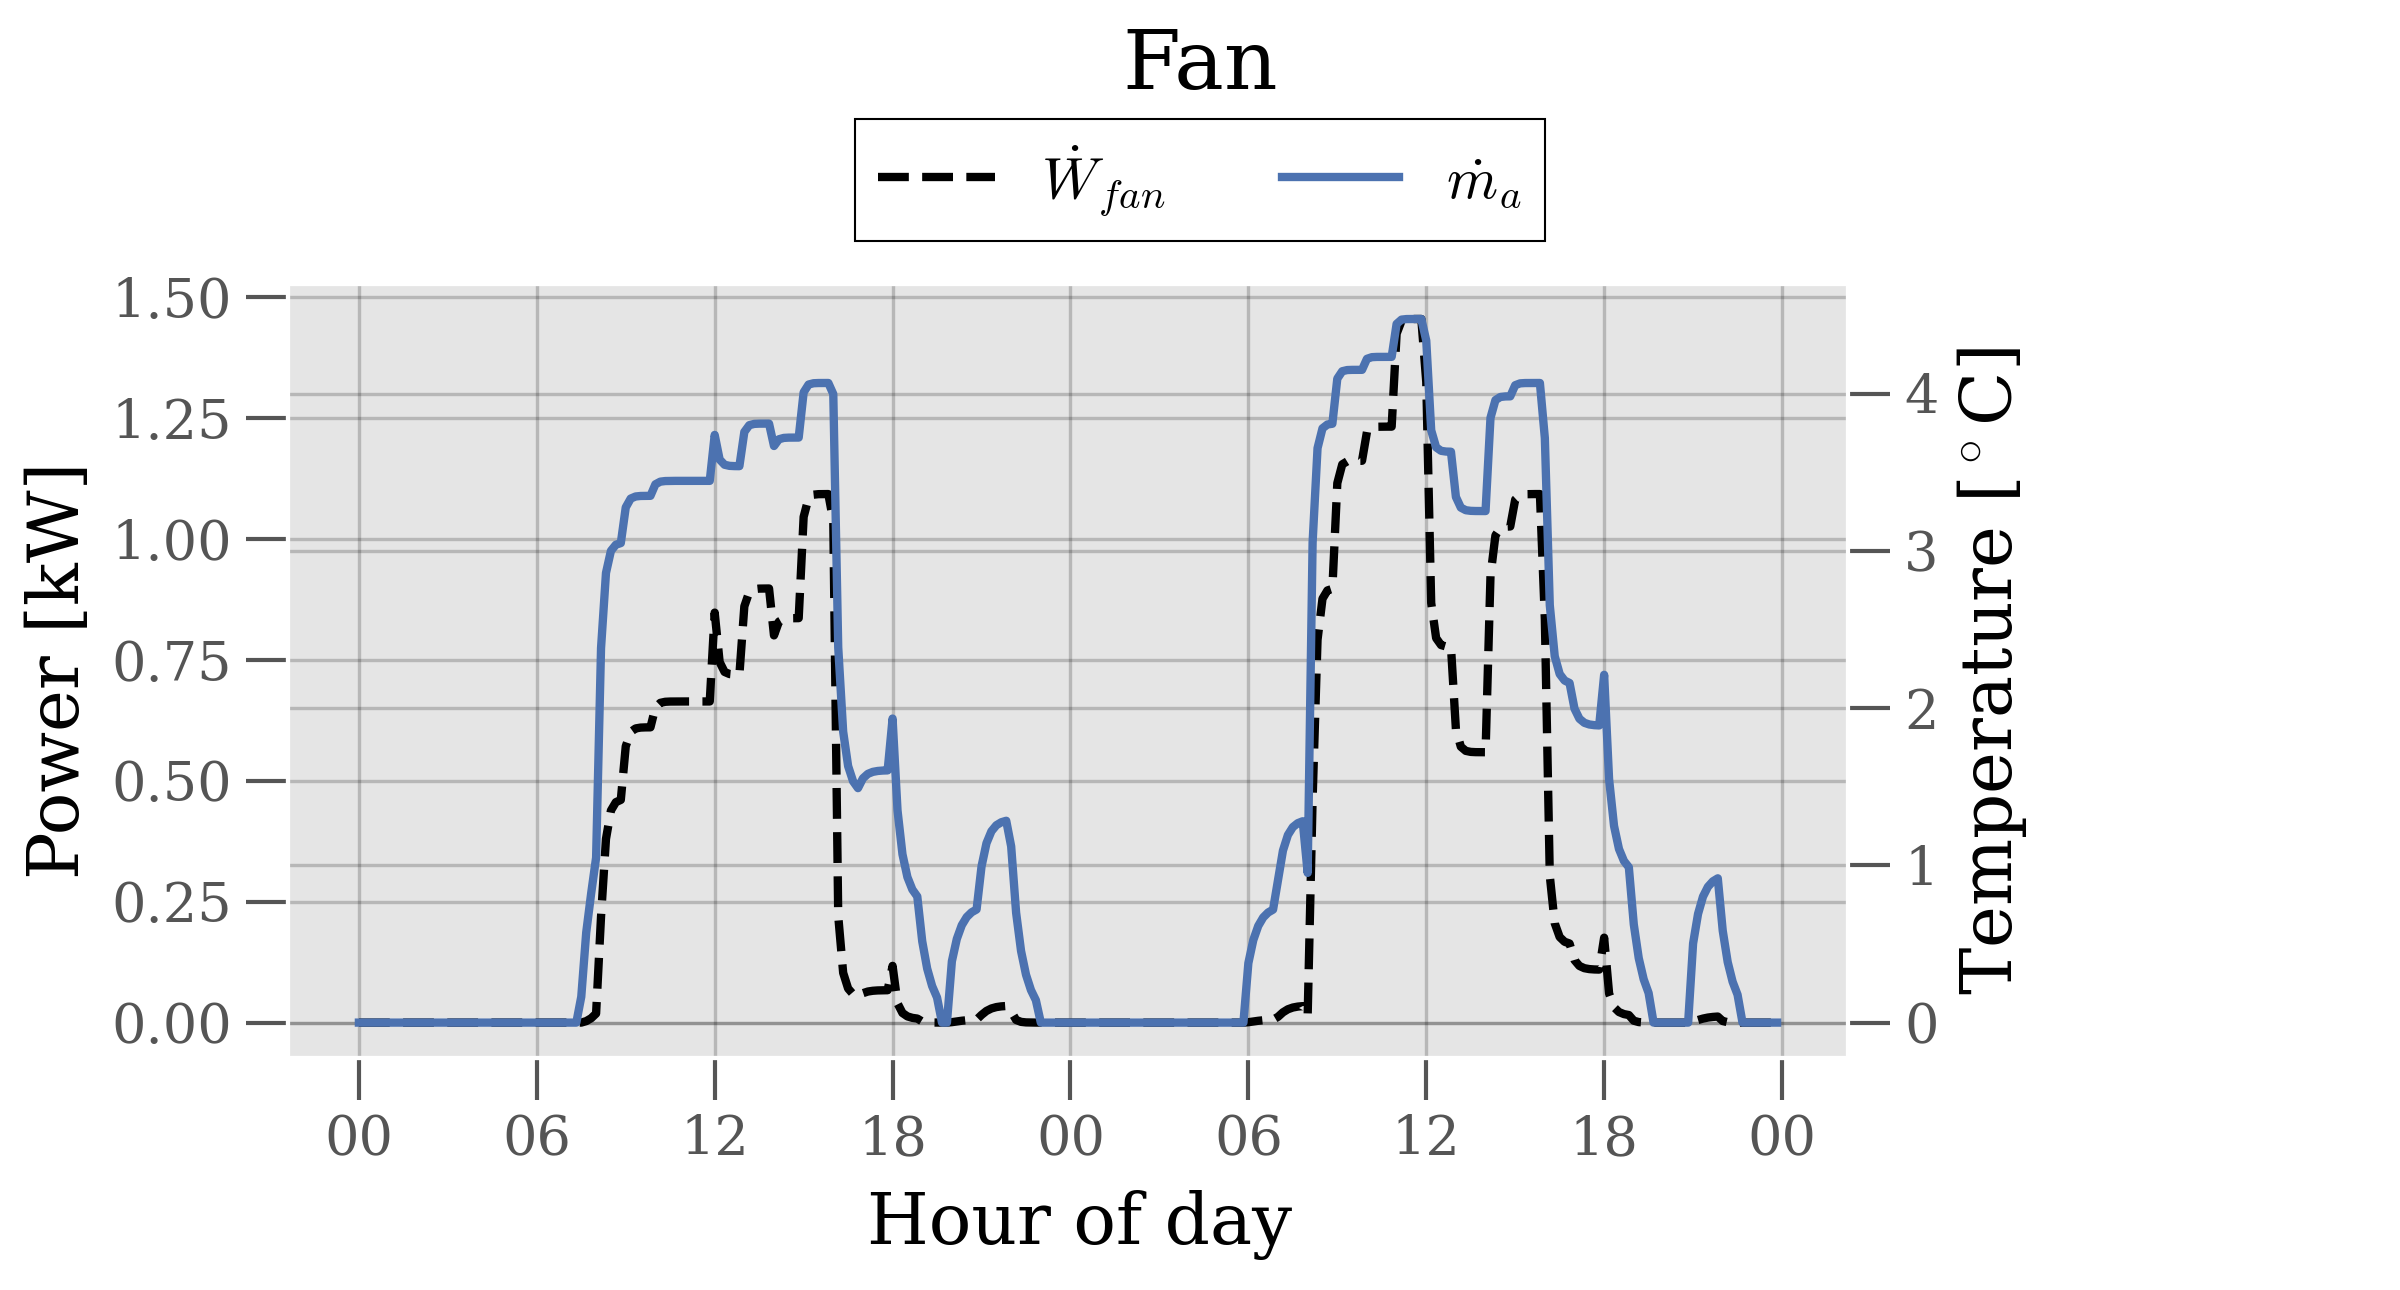 Fan
Ẇ_fan ṁ_a
Power [kW]
1.50
1.25
1.00
0.75
0.50
0.25
0.00
Temperature [°C]
4
3
2
1
0
00 06 12 18 00 06 12 18 00
Hour of day